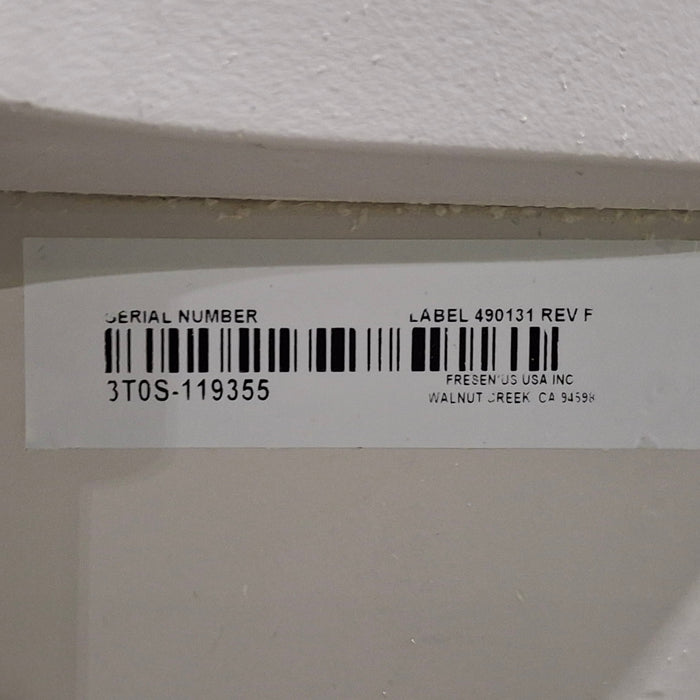 SERIAL NUMBER
LABEL 490131 REV F
3T0S-119355
FRESENIUS USA INC
WALNUT CREEK, CA 94598